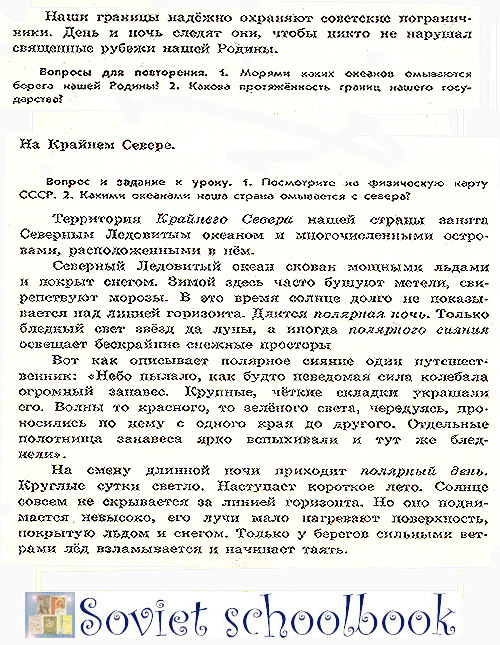 Наши границы надёжно охраняют советские погранич-
ники. День и ночь следят они, чтобы никто не нарушал
священные рубежи нашей Родины.
Вопросы для повторения. 1. Морями каких океанов омываются
берега нашей Родины? 2. Какова протяжённость границ нашего госу-
дарства?
На Крайнем Севере.
Вопрос и задание к уроку. 1. Посмотрите на физическую карту
СССР. 2. Какими океанами наша страна омывается с севера?
Территория Крайнего Севера нашей страны занята
Северным Ледовитым океаном и многочисленными остро-
вами, расположенными в нём.
Северный Ледовитый океан скован мощными льдами
и покрыт снегом. Зимой здесь часто бушуют метели, сви-
репствуют морозы. В это время солнце долго не показы-
вается над линией горизонта. Длится полярная ночь. Только
бледный свет звёзд да луны, а иногда полярного сияния
освещает бескрайние снежные просторы
Вот как описывает полярное сияние один путешест-
венник: «Небо пылало, как будто неведомая сила колебала
огромный занавес. Крупные, чёткие складки украшали
его. Волны то красного, то зелёного света, чередуясь, про-
носились по нему с одного края до другого. Отдельные
полотнища занавеса ярко вспыхивали и тут же блед-
нели».
На смену длинной ночи приходит полярный день.
Круглые сутки светло. Наступает короткое лето. Солнце
совсем не скрывается за линией горизонта. Но оно подни-
мается невысоко, его лучи мало нагревают поверхность,
покрытую льдом и снегом. Только у берегов сильными вет-
рами лёд взламывается и начинает таять.
Soviet schoolbook